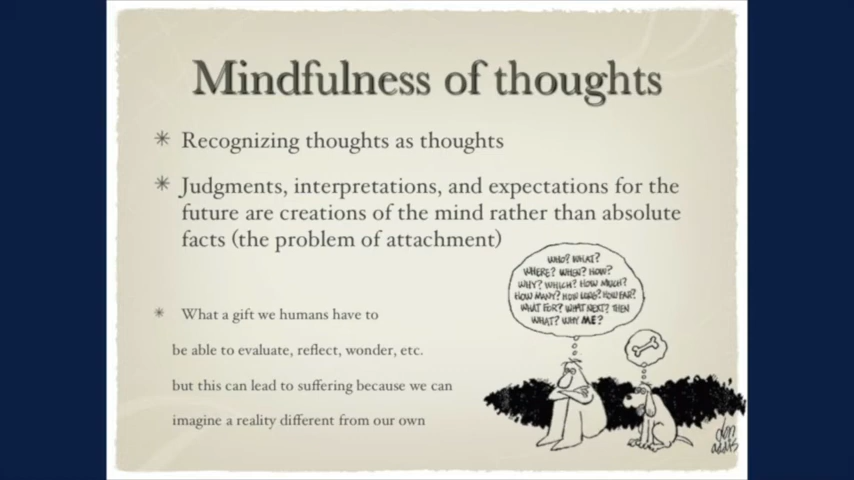 Mindfulness of thoughts
Recognizing thoughts as thoughts
Judgments, interpretations, and expectations for the
future are creations of the mind rather than absolute
facts (the problem of attachment)
What a gift we humans have to
be able to evaluate, reflect, wonder, etc.
but this can lead to suffering because we can
imagine a reality different from our own
WHO? WHAT?
WHERE? WHEN? HOW?
WHY? WHICH? HOW MUCH?
HOW MANY? HOW LONG? HOW FAR?
WHAT FOR? WHAT NEXT? THEN
WHAT? WHY ME?